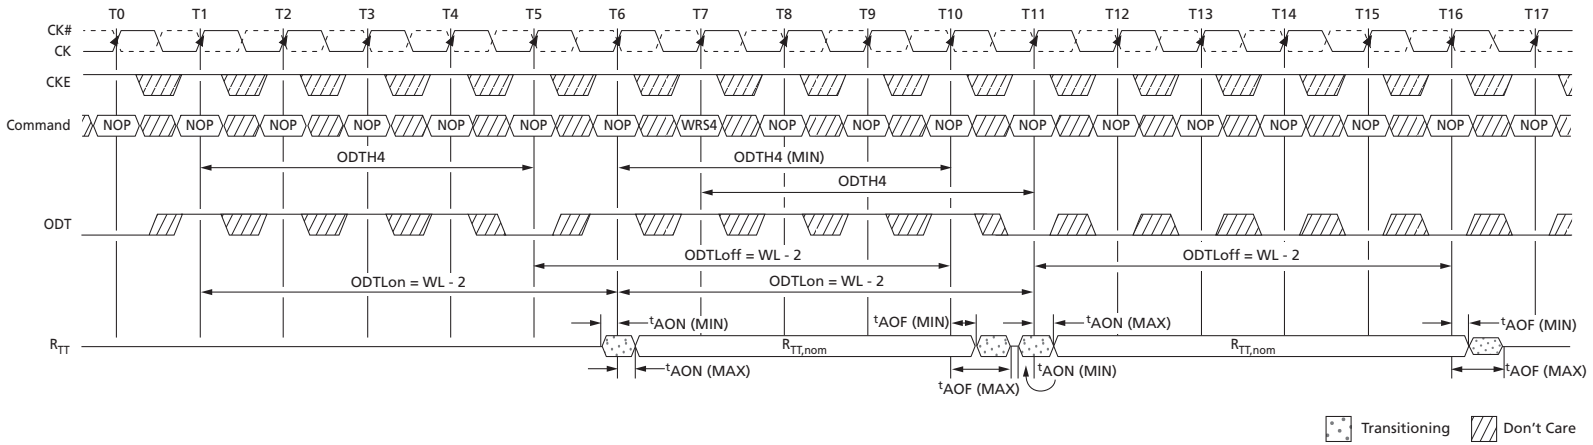 T0 T1 T2 T3 T4 T5 T6 T7 T8 T9 T10 T11 T12 T13 T14 T15 T16 T17
CK#
CK
CKE
Command NOP NOP NOP NOP NOP NOP NOP WRS4 NOP NOP NOP NOP NOP NOP NOP NOP NOP NOP
ODTH4 ODTH4 (MIN)
ODTH4
ODT
ODTLoff = WL - 2 ODTLoff = WL - 2
ODTLon = WL - 2 ODTLon = WL - 2
tAON (MIN) tAOF (MIN) tAON (MAX) tAOF (MIN)
RTT RTT,nom RTT,nom
tAON (MAX) tAON (MIN) tAOF (MAX)
tAOF (MAX)
Transitioning Don't Care